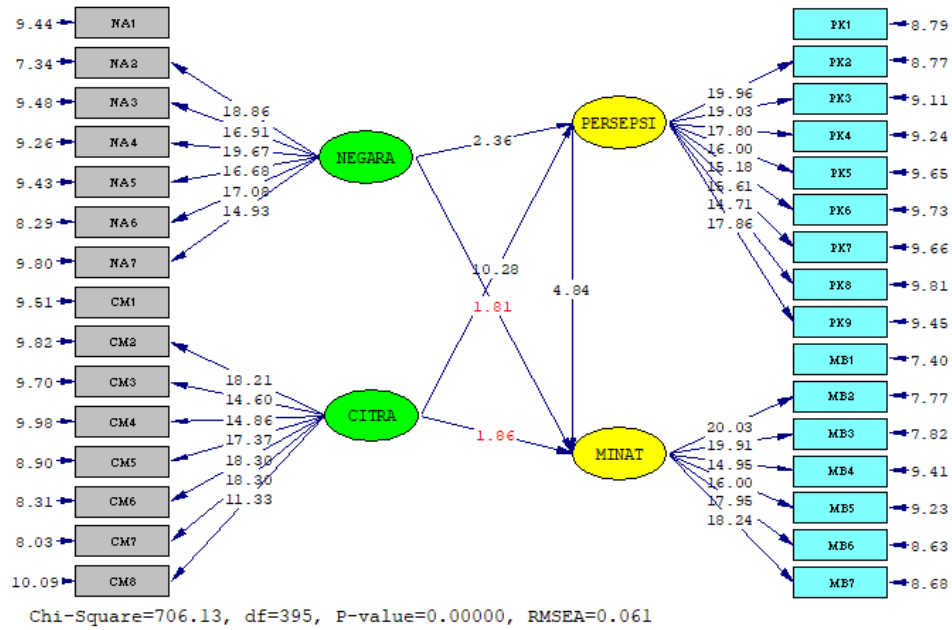 9.44 NA1
7.34 NA2
9.48 NA3
9.26 NA4
9.43 NA5
8.29 NA6
9.80 NA7
9.51 CM1
9.82 CM2
9.70 CM3
9.98 CM4
8.90 CM5
8.31 CM6
8.03 CM7
10.09 CM8
18.86
16.91
19.67
16.68
17.08
14.93
NEGARA
18.21
14.60
14.86
17.37
18.30
18.30
11.33
CITRA
2.36
10.28
1.81
4.84
1.86
PERSEPSI
19.96
19.03
17.80
16.00
15.18
15.61
14.71
17.86
MINAT
20.03
19.91
14.95
16.00
17.95
18.24
PK1 8.79
PK2 8.77
PK3 9.11
PK4 9.24
PK5 9.65
PK6 9.73
PK7 9.66
PK8 9.81
PK9 9.45
MB1 7.40
MB2 7.77
MB3 7.82
MB4 9.41
MB5 9.23
MB6 8.63
MB7 8.68
Chi-Square=706.13, df=395, P-value=0.00000, RMSEA=0.061